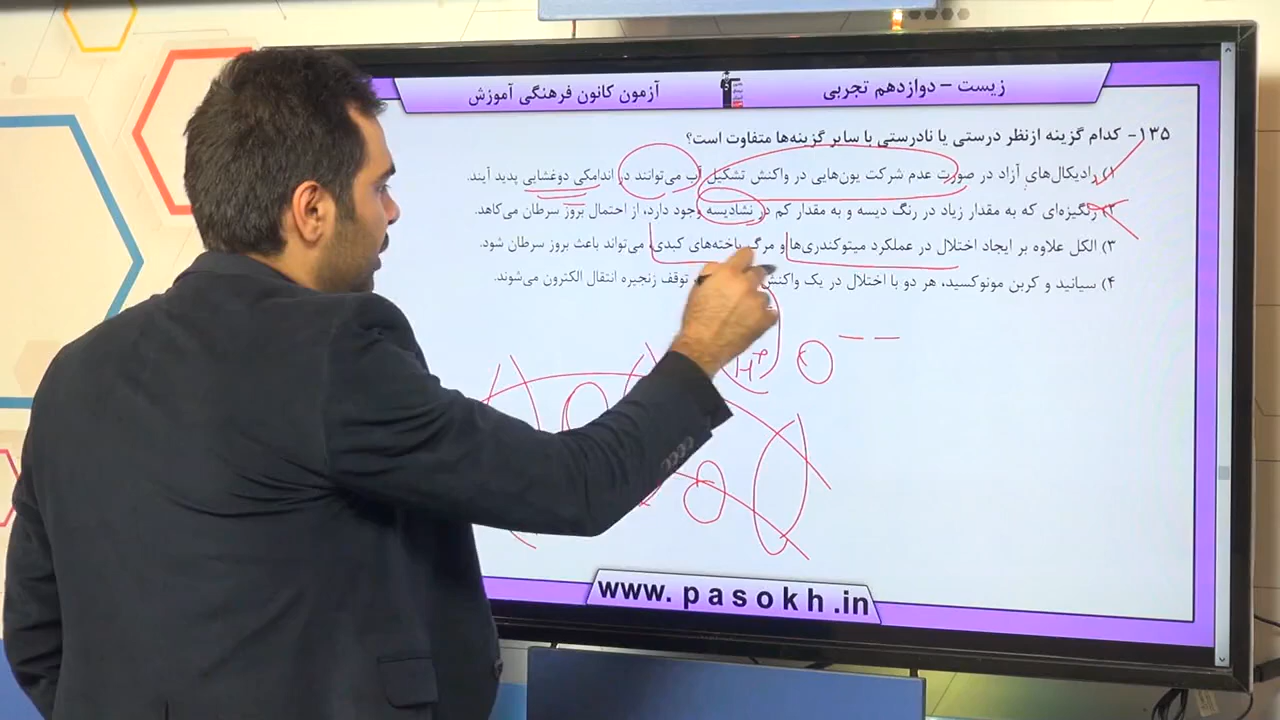 زیست – دوازدهم تجربی
آزمون کانون فرهنگی آموزش
۱۳۵- کدام گزینه ازنظر درستی یا نادرستی با سایر گزینه‌ها متفاوت است؟
۱) رادیکال‌های آزاد در صورت عدم شرکت یون‌هایی در واکنش تشکیل آب می‌توانند در اندامکی دوغشایی پدید آیند.
۲) رنگیزه‌ای که به مقدار زیاد در رنگ دیسه و به مقدار کم در نشادیسه وجود دارد، از احتمال بروز سرطان می‌کاهد.
۳) الکل علاوه بر ایجاد اختلال در عملکرد میتوکندری‌ها و مرگ یاخته‌های کبدی، می‌تواند باعث بروز سرطان شود.
۴) سیانید و کربن مونوکسید، هر دو با اختلال در یک واکنش توقف زنجیره انتقال الکترون می‌شوند.
www.pasokh.in